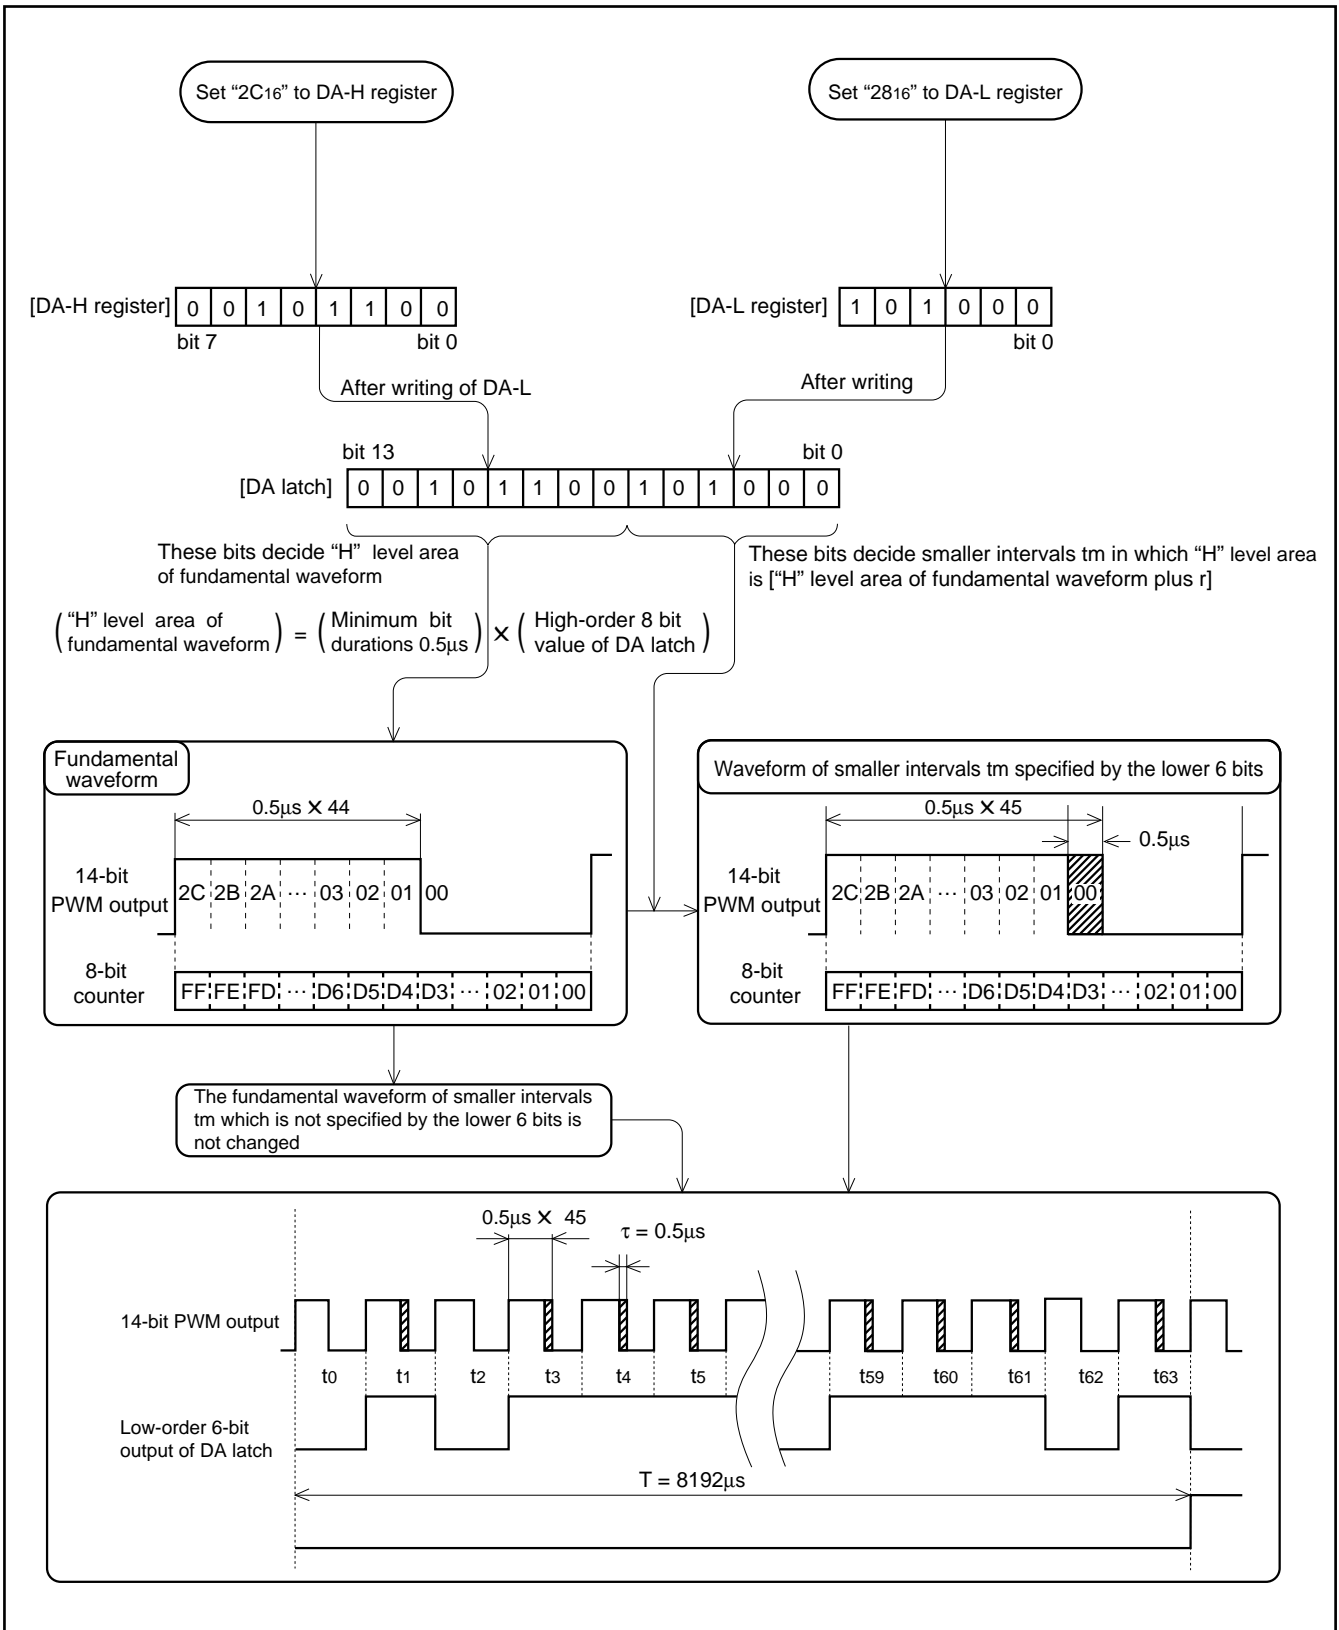 Set “2C16” to DA-H register
Set “2816” to DA-L register
[DA-H register] 0 0 1 0 1 1 0 0
bit 7 bit 0
[DA-L register] 1 0 1 0 0 0
bit 0
After writing of DA-L
After writing
bit 13 bit 0
[DA latch] 0 0 1 0 1 1 0 0 1 0 1 0 0 0
These bits decide “H” level area
of fundamental waveform
These bits decide smaller intervals tm in which “H” level area
is [“H” level area of fundamental waveform plus r]
(“H” level area of
fundamental waveform) = (Minimum bit
durations 0.5μs) × (High-order 8 bit
value of DA latch)
Fundamental
waveform
0.5μs × 44
14-bit
PWM output
2C 2B 2A ··· 03 02 01 00
8-bit
counter
FF FE FD ··· D6 D5 D4 D3 ··· 02 01 00
Waveform of smaller intervals tm specified by the lower 6 bits
0.5μs × 45
0.5μs
14-bit
PWM output
2C 2B 2A ··· 03 02 01 00
8-bit
counter
FF FE FD ··· D6 D5 D4 D3 ··· 02 01 00
The fundamental waveform of smaller intervals
tm which is not specified by the lower 6 bits is
not changed
0.5μs × 45
τ = 0.5μs
14-bit PWM output
t0 t1 t2 t3 t4 t5 t59 t60 t61 t62 t63
Low-order 6-bit
output of DA latch
T = 8192μs